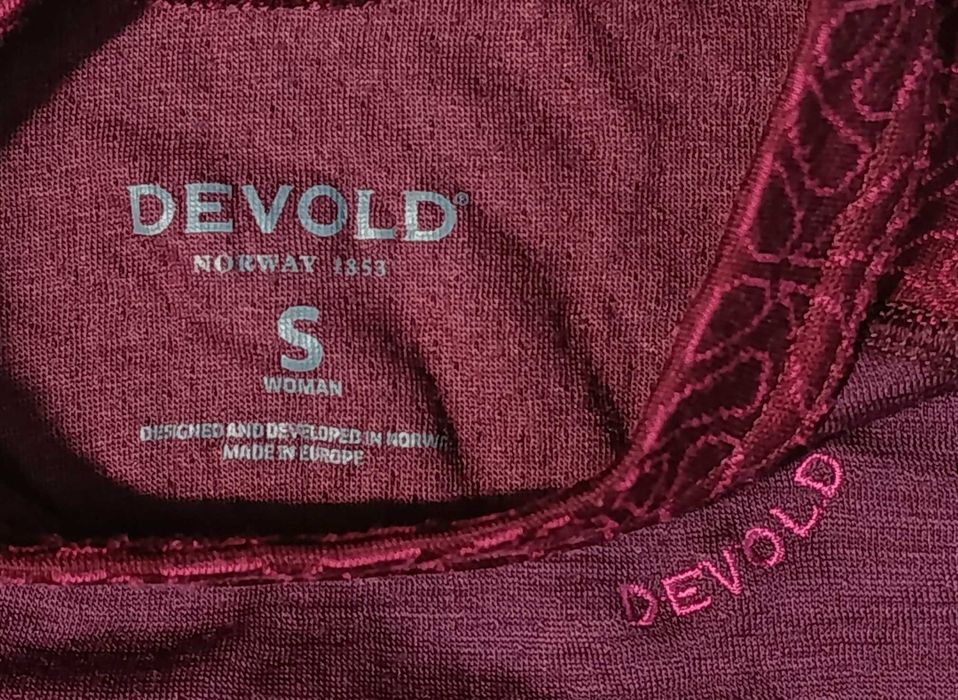 DEVOLD®
NORWAY 1853
S
WOMAN
DESIGNED AND DEVELOPED IN NORW
MADE IN EUROPE
DEVOLD